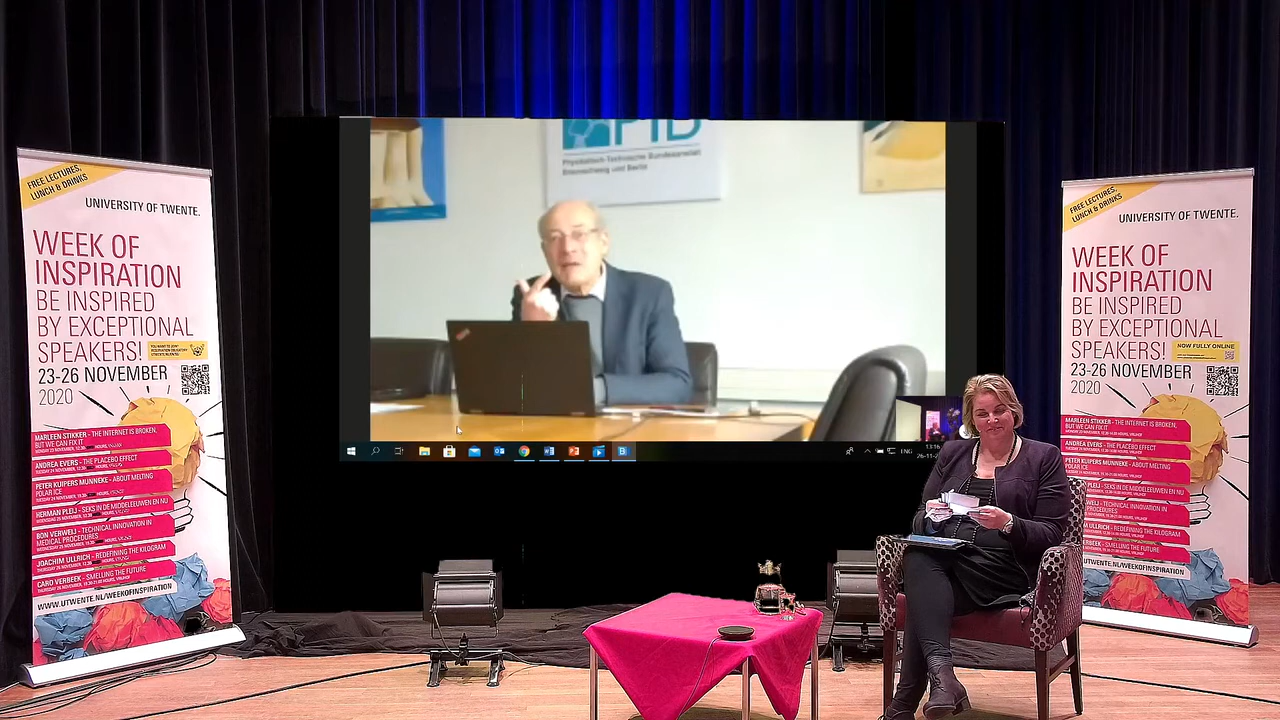 FREE LECTURES,
LUNCH & DRINKS
UNIVERSITY OF TWENTE.
WEEK OF
INSPIRATION
BE INSPIRED
BY EXCEPTIONAL
SPEAKERS!
23-26 NOVEMBER
2020
MARLEEN STIKKER - THE INTERNET IS BROKEN,
BUT WE CAN FIX IT
ANDREA EVERS - THE PLACEBO EFFECT
PETER KUIPERS MUNNEKE - ABOUT MELTING
POLAR ICE
HERMAN PLEIJ - SEKS IN DE MIDDELEEUWEN EN NU
BON VERWEIJ - TECHNICAL INNOVATION IN
MEDICAL PROCEDURES
JOACHIM ULLRICH - REDEFINING THE KILOGRAM
CARO VERBEEK - SMELLING THE FUTURE
WWW.UTWENTE.NL/WEEKOFINSPIRATION
PTB
Physikalisch-Technische Bundesanstalt
Braunschweig und Berlin
ENG
13:16
FREE LECTURES,
LUNCH & DRINKS
UNIVERSITY OF TWENTE.
WEEK OF
INSPIRATION
BE INSPIRED
BY EXCEPTIONAL
SPEAKERS!
NOW FULLY ONLINE
23-26 NOVEMBER
2020
MARLEEN STIKKER - THE INTERNET IS BROKEN,
BUT WE CAN FIX IT
ANDREA EVERS - THE PLACEBO EFFECT
PETER KUIPERS MUNNEKE - ABOUT MELTING
POLAR ICE
PLEIJ - SEKS IN DE MIDDELEEUWEN EN NU
TECHNICAL INNOVATION IN
PROCEDURES
ULLRICH - REDEFINING THE KILOGRAM
VERBEEK - SMELLING THE FUTURE
UTWENTE.NL/WEEKOFINSPIRATION